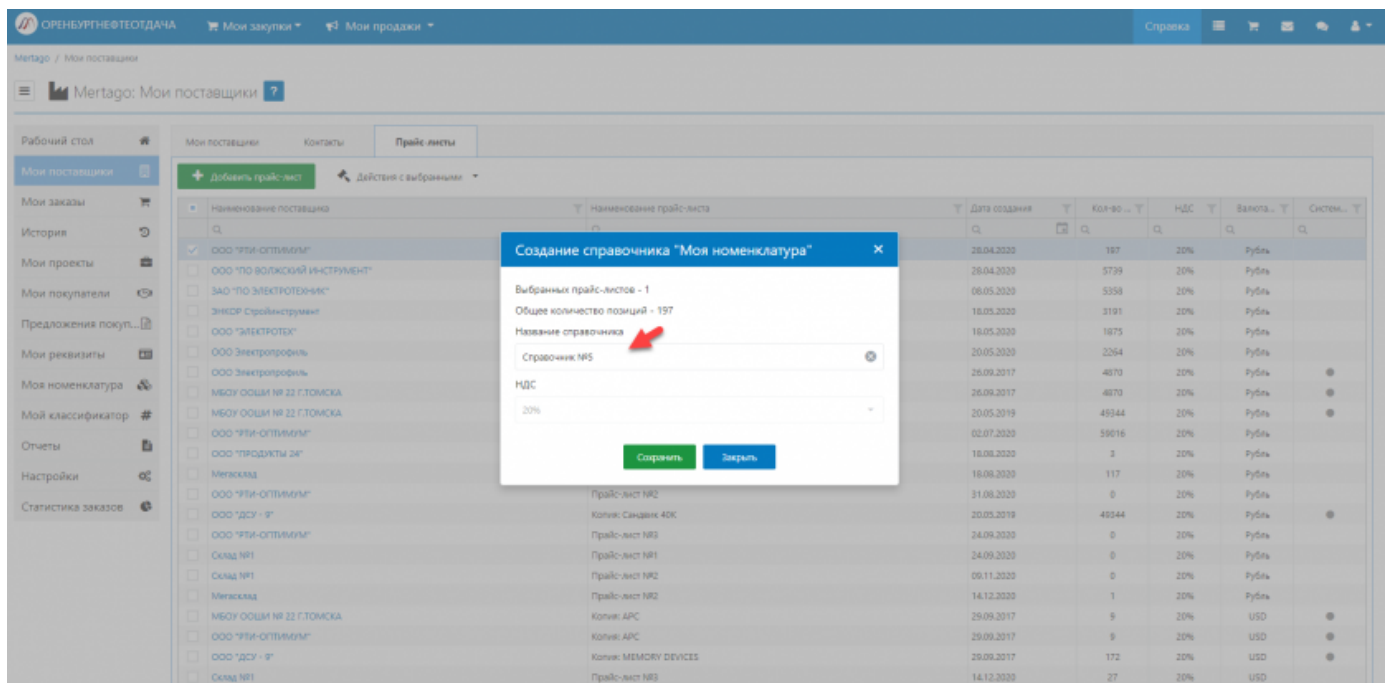 ОРЕНБУРГНЕФТЕОТДАЧА Мои закупки Мои продажи Справка
Mertago / Мои поставщики
Mertago: Мои поставщики ?
Рабочий стол
Мои поставщики
Мои заказы
История
Мои проекты
Мои покупатели
Предложения покуп...
Мои реквизиты
Моя номенклатура
Мой классификатор
Отчеты
Настройки
Статистика заказов
Мои поставщики Контакты Прайс-листы
Добавить прайс-лист Действия с выбранными
Наименование поставщика Наименование прайс-листа Дата создания Кол-во ... НДС Валюта... Систем...
ООО "РТИ-ОПТИМУМ" 28.04.2020 197 20% Рубль
ООО "ПО ВОЛЖСКИЙ ИНСТРУМЕНТ" 28.04.2020 5739 20% Рубль
ЗАО "ПО ЭЛЕКТРОТЕХНИК" 08.05.2020 5358 20% Рубль
ЭНКОР Стройинструмент 18.05.2020 3191 20% Рубль
ООО "ЭЛЕКТРОТЕК" 18.05.2020 1875 20% Рубль
ООО Электропрофиль 20.05.2020 2264 20% Рубль
ООО Электропрофиль 26.09.2017 4870 20% Рубль
МБОУ ООШИ № 22 Г.ТОМСКА 26.09.2017 4870 20% Рубль
МБОУ ООШИ № 22 Г.ТОМСКА 20.05.2019 49344 20% Рубль
ООО "РТИ-ОПТИМУМ" 02.07.2020 59016 20% Рубль
ООО "ПРОДУКТЫ 24" 18.08.2020 20% Рубль
Мегасклад 18.08.2020 117 20% Рубль
ООО "РТИ-ОПТИМУМ" Прайс-лист №2 31.08.2020 0 20% Рубль
ООО "ДСУ - 9" Копия: Сандвик 40К 20.05.2019 49344 20% Рубль
ООО "РТИ-ОПТИМУМ" Прайс-лист №3 24.09.2020 0 20% Рубль
Склад №1 Прайс-лист №1 24.09.2020 0 20% Рубль
Склад №1 Прайс-лист №2 09.11.2020 0 20% Рубль
Мегасклад Прайс-лист №2 14.12.2020 1 20% Рубль
МБОУ ООШИ № 22 Г.ТОМСКА Копия: APC 29.09.2017 9 20% USD
ООО "РТИ-ОПТИМУМ" Копия: APC 29.09.2017 9 20% USD
ООО "ДСУ - 9" Копия: MEMORY DEVICES 29.09.2017 172 20% USD
Склад №1 Прайс-лист №3 14.12.2020 27 20% USD
Создание справочника "Моя номенклатура"
Выбранных прайс-листов - 1
Общее количество позиций - 197
Название справочника
Справочник №5
НДС
20%
Сохранить Закрыть